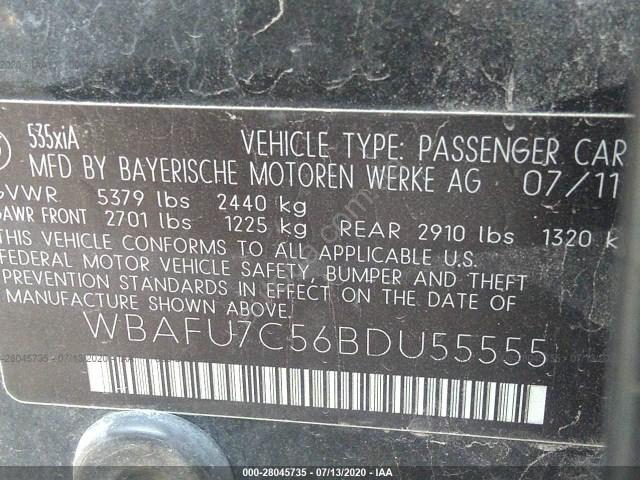 535xiA
VEHICLE TYPE: PASSENGER CAR
MFD BY BAYERISCHE MOTOREN WERKE AG 07/11
GVWR 5379 lbs 2440 kg
GAWR FRONT 2701 lbs 1225 kg REAR 2910 lbs 1320 k
THIS VEHICLE CONFORMS TO ALL APPLICABLE U.S.
FEDERAL MOTOR VEHICLE SAFETY, BUMPER AND THEFT
PREVENTION STANDARDS IN EFFECT ON THE DATE OF
MANUFACTURE SHOWN ABOVE.
WBAFU7C56BDU55555
000-28045735 - 07/13/2020 - IAA